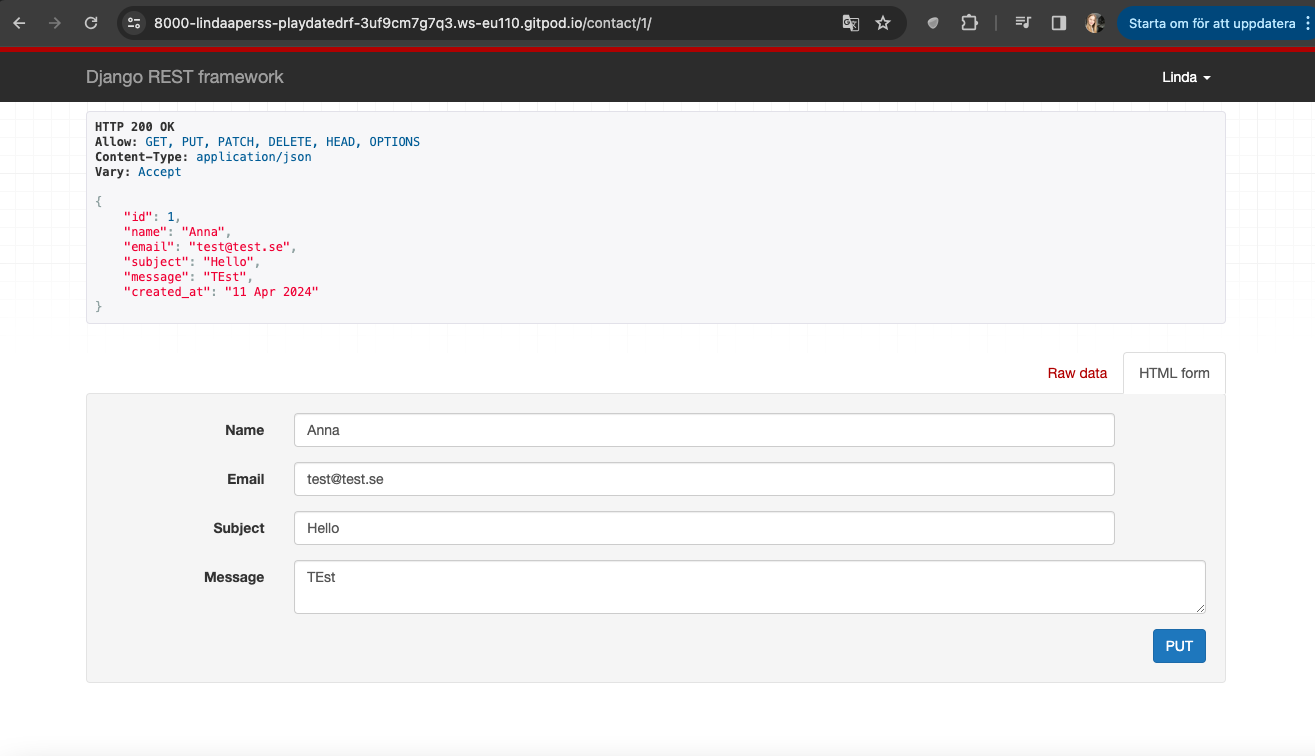 8000-lindaaperss-playdatedrf-3uf9cm7g7q3.ws-eu110.gitpod.io/contact/1/
Starta om för att uppdatera
Django REST framework
Linda
HTTP 200 OK
Allow: GET, PUT, PATCH, DELETE, HEAD, OPTIONS
Content-Type: application/json
Vary: Accept
{
"id": 1,
"name": "Anna",
"email": "test@test.se",
"subject": "Hello",
"message": "TEst",
"created_at": "11 Apr 2024"
}
Raw data
HTML form
Name
Anna
Email
test@test.se
Subject
Hello
Message
TEst
PUT